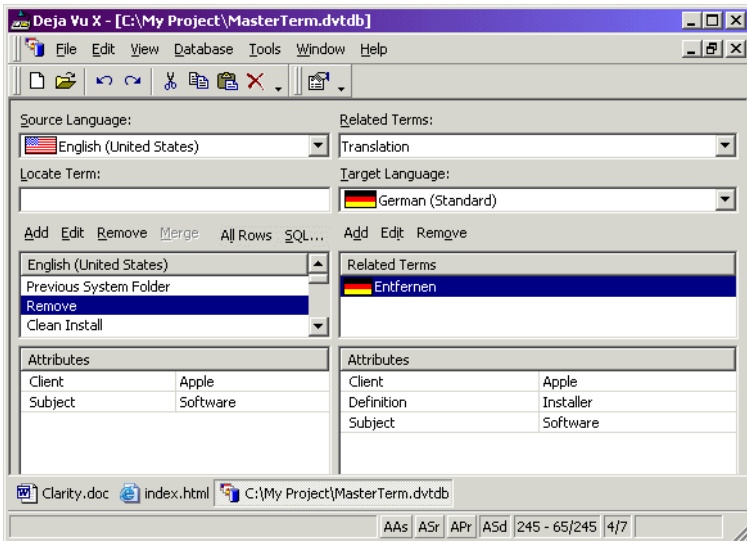 Deja Vu X - [C:\My Project\MasterTerm.dvtdb]
File Edit View Database Tools Window Help
Source Language: Related Terms:
English (United States) Translation
Locate Term: Target Language:
German (Standard)
Add Edit Remove Merge All Rows SQL... Add Edit Remove
English (United States) Related Terms
Previous System Folder Entfernen
Remove
Clean Install
Attributes Attributes
Client Apple Client Apple
Subject Software Definition Installer
Subject Software
Clarity.doc index.html C:\My Project\MasterTerm.dvtdb
AAs ASr APr ASd 245 - 65/245 4/7